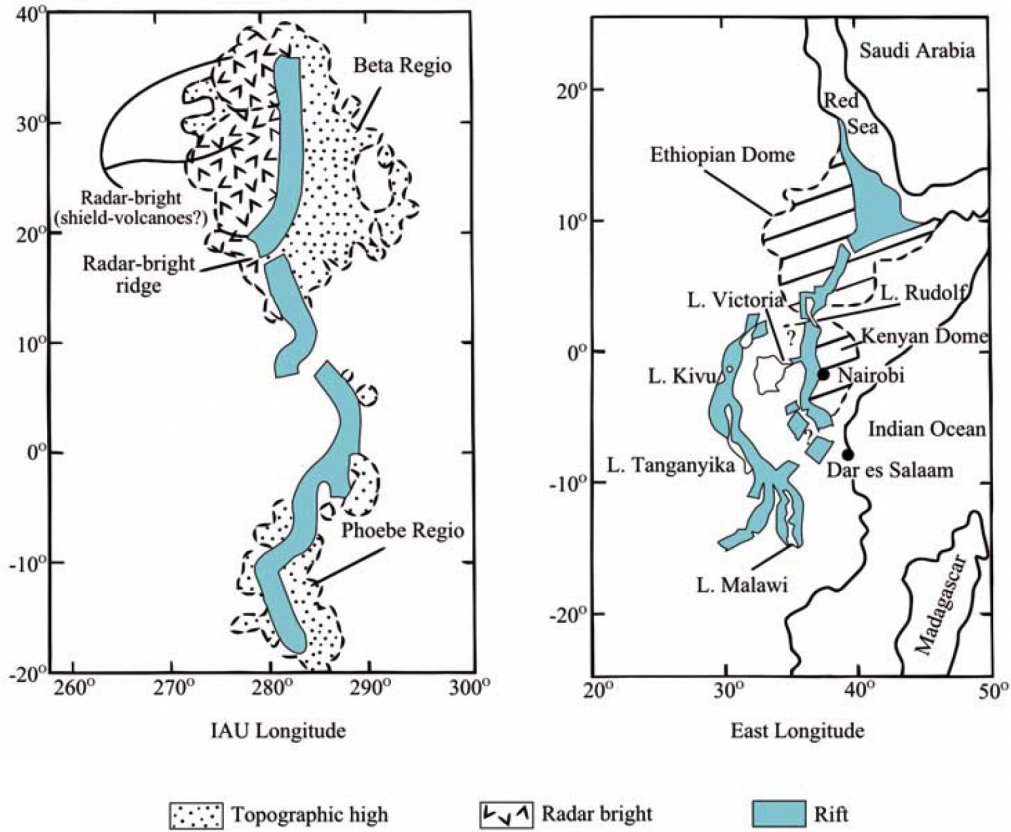 40°
30°
20°
10°
0°
-10°
-20°
260°
270°
280°
290°
300°
IAU Longitude
Beta Regio
Radar-bright
(shield-volcanoes?)
Radar-bright
ridge
Phoebe Regio
20°
10°
0°
-10°
-20°
20°
30°
40°
50°
East Longitude
Saudi Arabia
Red
Sea
Ethiopian Dome
L. Victoria
L. Rudolf
?
Kenyan Dome
L. Kivu
Nairobi
Indian Ocean
?
L. Tanganyika
Dar es Salaam
L. Malawi
Madagascar
Topographic high
Radar bright
Rift